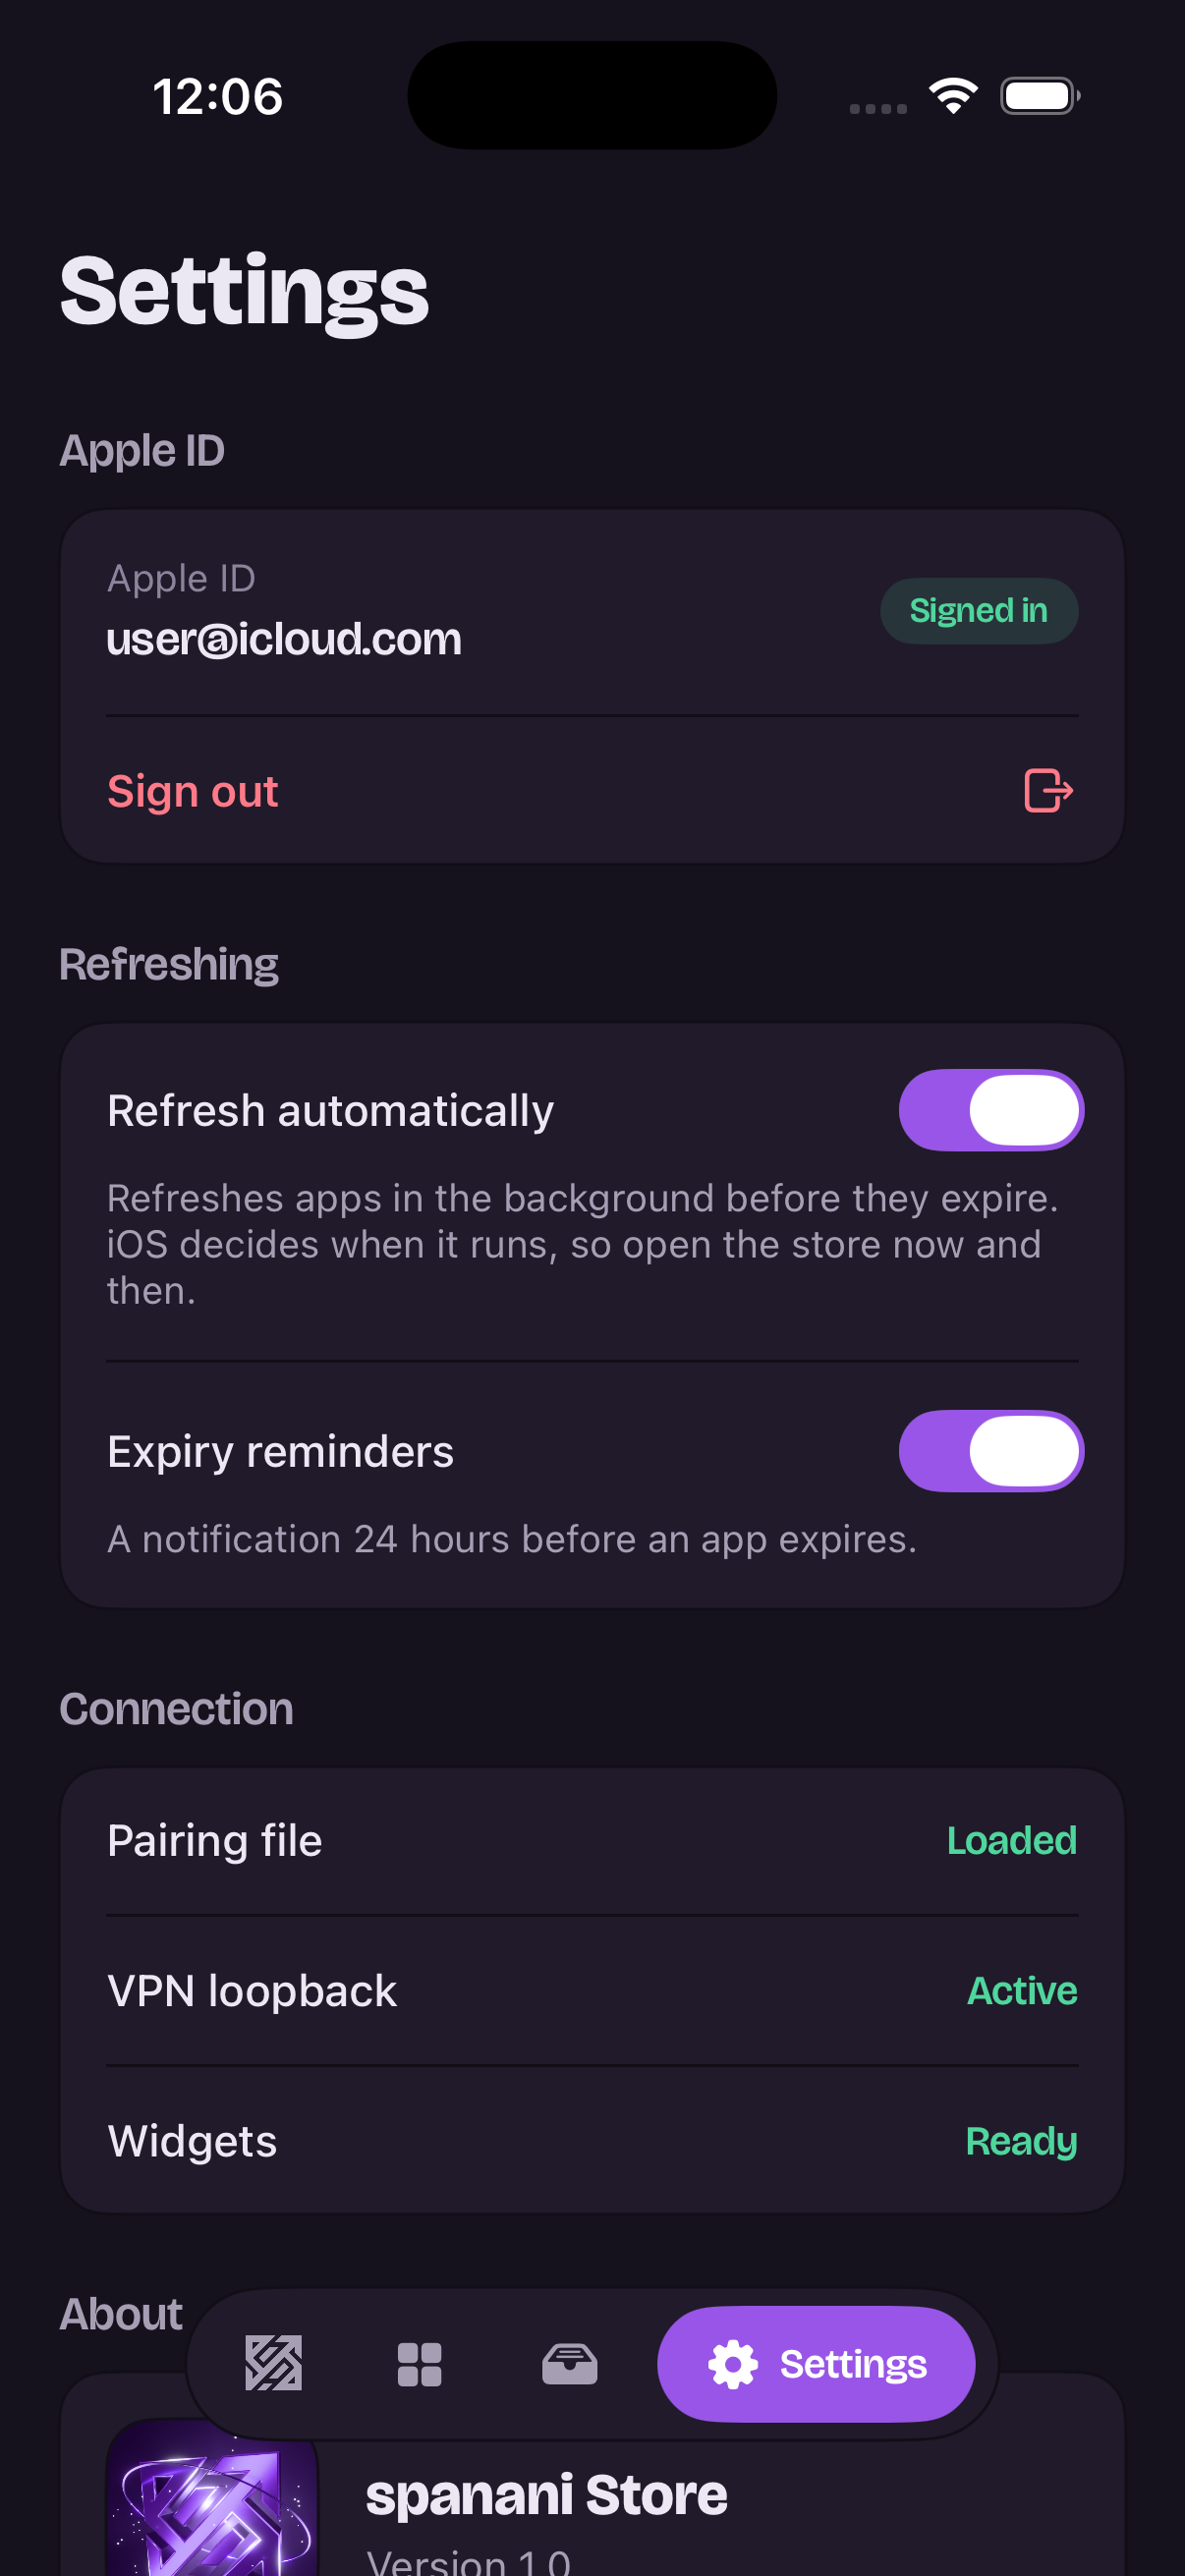 12:06
Settings
Apple ID
Apple ID
user@icloud.com
Signed in
Sign out
Refreshing
Refresh automatically
Refreshes apps in the background before they expire.
iOS decides when it runs, so open the store now and
then.
Expiry reminders
A notification 24 hours before an app expires.
Connection
Pairing file
Loaded
VPN loopback
Active
Widgets
Ready
About
Settings
spanani Store
Version 1.0